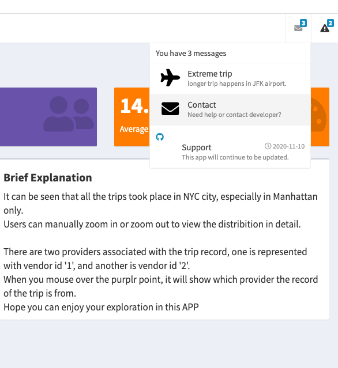 3
2
You have 3 messages
Extreme trip
longer trip happens in JFK airport.
Contact
Need help or contact developer?
Support
2020-11-10
This app will continue to be updated.
14.
Average
Brief Explanation
It can be seen that all the trips took place in NYC city, especially in Manhattan
only.
Users can manually zoom in or zoom out to view the distribition in detail.
There are two providers associated with the trip record, one is represented
with vendor id '1', and another is vendor id '2'.
When you mouse over the purplr point, it will show which provider the record
of the trip is from.
Hope you can enjoy your exploration in this APP